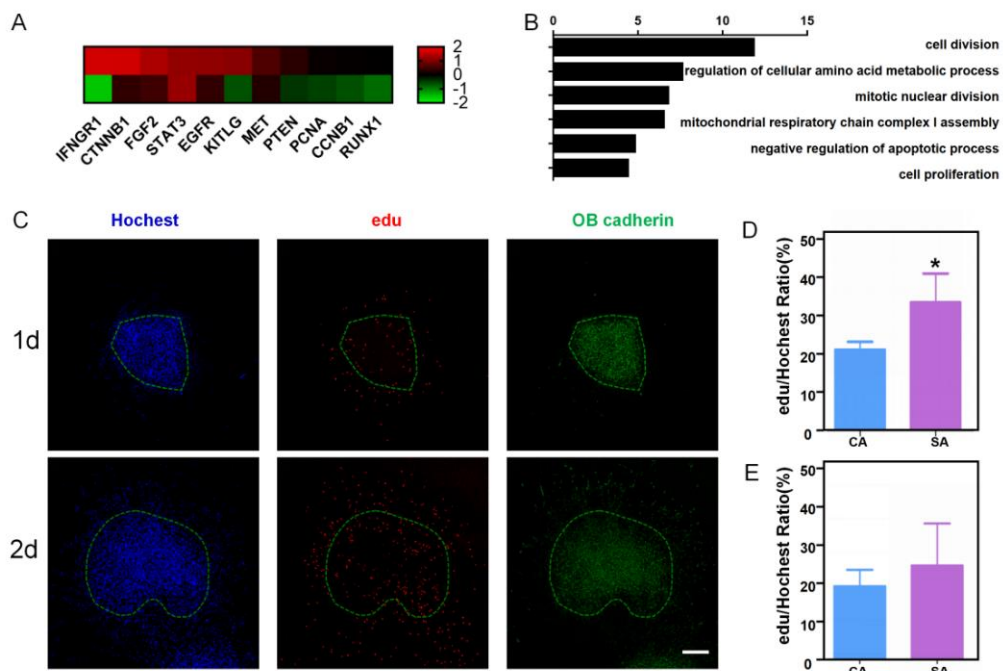 A
2
1
0
-1
-2
IFNGR1
CTNNB1
FGF2
STAT3
EGFR
KITLG
MET
PTEN
PCNA
CCNB1
RUNX1
B
0 5 10 15
cell division
regulation of cellular amino acid metabolic process
mitotic nuclear division
mitochondrial respiratory chain complex I assembly
negative regulation of apoptotic process
cell proliferation
C
Hochest edu OB cadherin
1d
2d
D
edu/Hochest Ratio(%)
50
40
30
20
10
0
*
CA SA
E
edu/Hochest Ratio(%)
50
40
30
20
10
0
CA SA